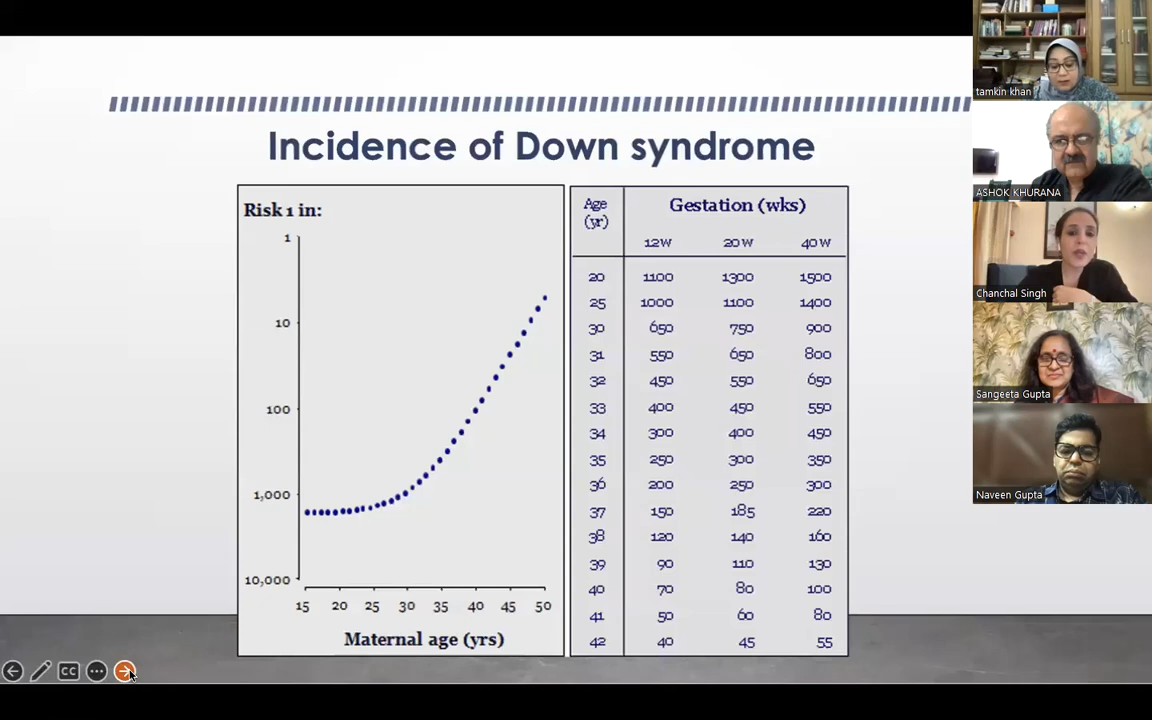 Incidence of Down syndrome
Risk 1 in:
1
10
100
1,000
10,000
15 20 25 30 35 40 45 50
Maternal age (yrs)
Age (yr) Gestation (wks)
12W 20 W 40 W
20 1100 1300 1500
25 1000 1100 1400
30 650 750 900
31 550 650 800
32 450 550 650
33 400 450 550
34 300 400 450
35 250 300 350
36 200 250 300
37 150 185 220
38 120 140 160
39 90 110 130
40 70 80 100
41 50 60 80
42 40 45 55
CC
tamkin khan
ASHOK KHURANA
Chanchal Singh
Sangeeta Gupta
Naveen Gupta